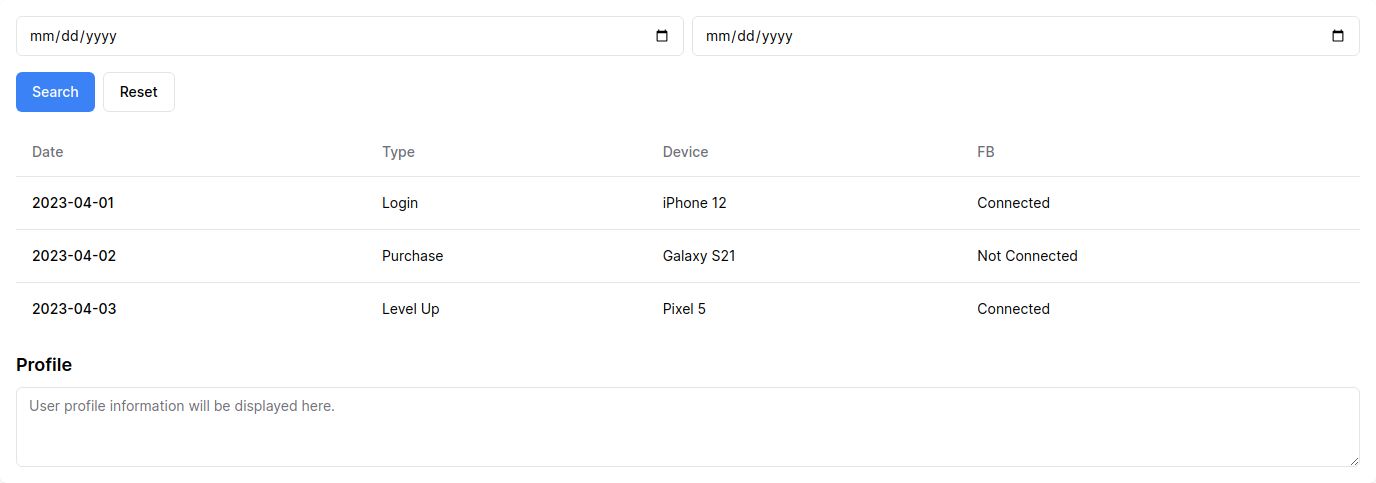 mm/dd/yyyy mm/dd/yyyy
Search Reset
Date Type Device FB
2023-04-01 Login iPhone 12 Connected
2023-04-02 Purchase Galaxy S21 Not Connected
2023-04-03 Level Up Pixel 5 Connected
Profile
User profile information will be displayed here.